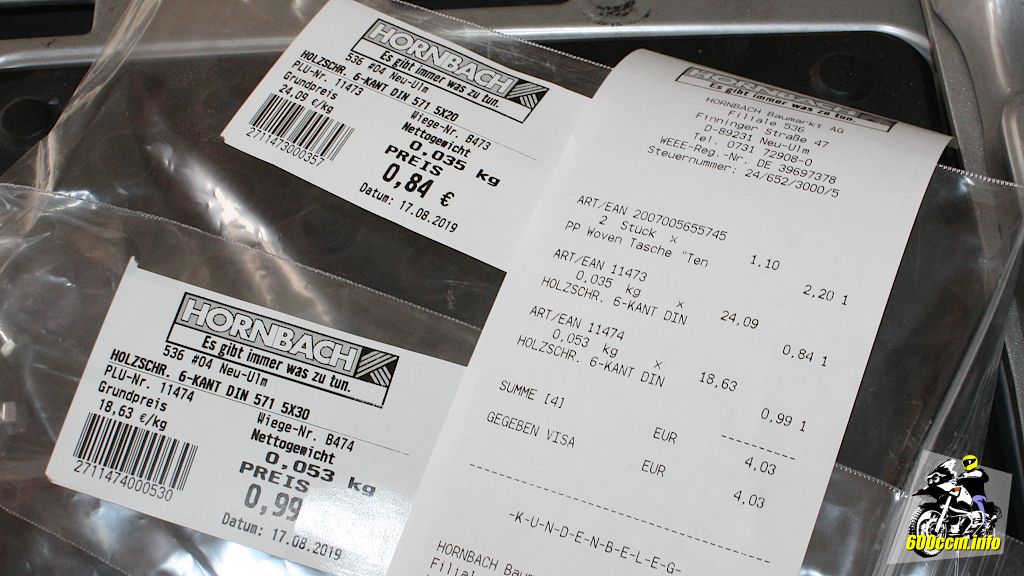 HORNBACH
Es gibt immer was zu tun.
536 #04 Neu-Ulm
HOLZSCHR. 6-KANT DIN 571 5X20
PLU-Nr. 11473
Grundpreis
24,09 €/kg
Wiege-Nr. B473
Nettogewicht
0,035 kg
PREIS
0,84 €
Datum: 17.08.2019
2711473000357
HORNBACH
Es gibt immer was zu tun.
536 #04 Neu-Ulm
HOLZSCHR. 6-KANT DIN 571 5X30
PLU-Nr. 11474
Grundpreis
18,63 €/kg
Wiege-Nr. B474
Nettogewicht
0,053 kg
PREIS
0,99
Datum: 17.08.2019
2711474000530
HORNBACH
Es gibt immer was zu tun.
HORNBACH Baumarkt AG
Filiale 536
Finninger Straße 47
D-89231 Neu-Ulm
Tel. 0731 72908-0
WEEE-Reg.-Nr. DE 39697378
Steuernummer: 24/652/3000/5
ART/EAN 2007005655745
2 Stück x 1,10
PP Woven Tasche "Ten 2,20 1
ART/EAN 11473
0,035 kg x 24,09
HOLZSCHR. 6-KANT DIN 0,84 1
ART/EAN 11474
0,053 kg x 18,63
HOLZSCHR. 6-KANT DIN 0,99 1
SUMME [4] EUR 4,03
GEGEBEN VISA EUR 4,03
-K-U-N-D-E-N-B-E-L-E-G-
HORNBACH
600ccm.info